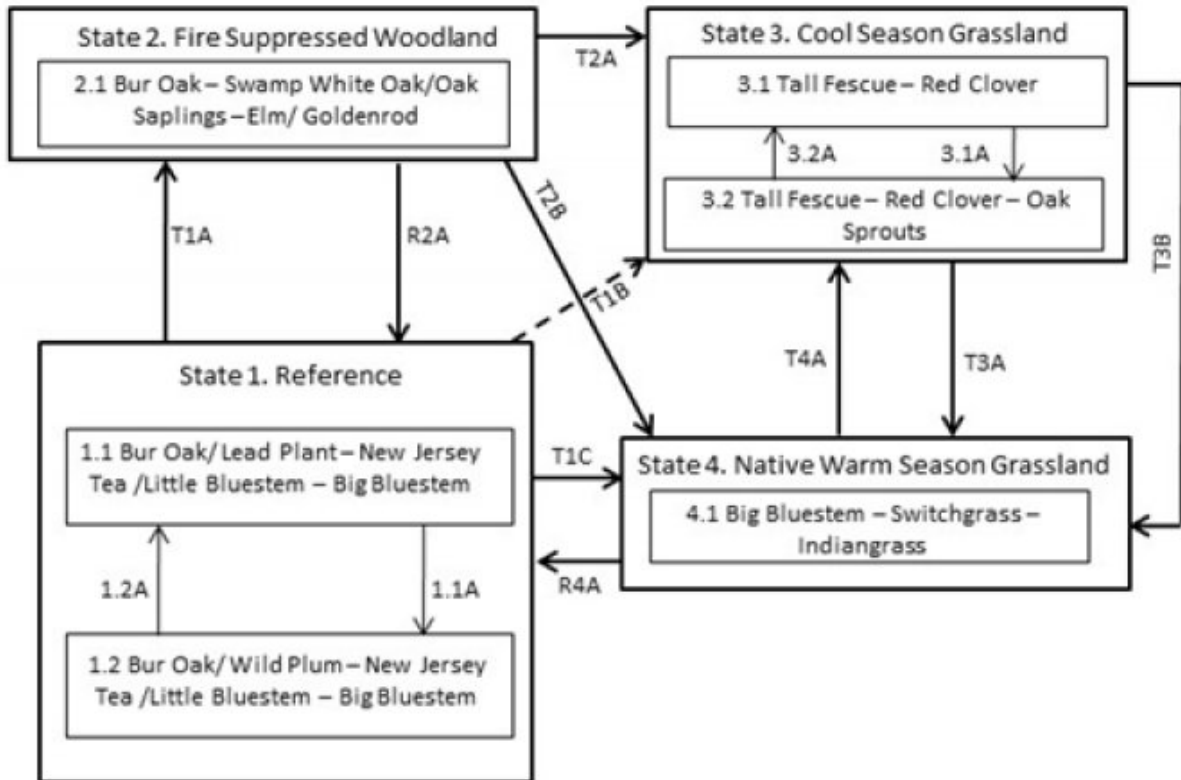 State 2. Fire Suppressed Woodland
2.1 Bur Oak – Swamp White Oak/Oak
Saplings –Elm/ Goldenrod
T2A
State 3. Cool Season Grassland
3.1 Tall Fescue – Red Clover
3.2A
3.1A
3.2 Tall Fescue – Red Clover – Oak
Sprouts
T1A
R2A
T2B
T1B
T3B
T4A
T3A
State 1. Reference
1.1 Bur Oak/ Lead Plant – New Jersey
Tea /Little Bluestem – Big Bluestem
1.2A
1.1A
1.2 Bur Oak/ Wild Plum – New Jersey
Tea /Little Bluestem – Big Bluestem
T1C
R4A
State 4. Native Warm Season Grassland
4.1 Big Bluestem – Switchgrass –
Indiangrass